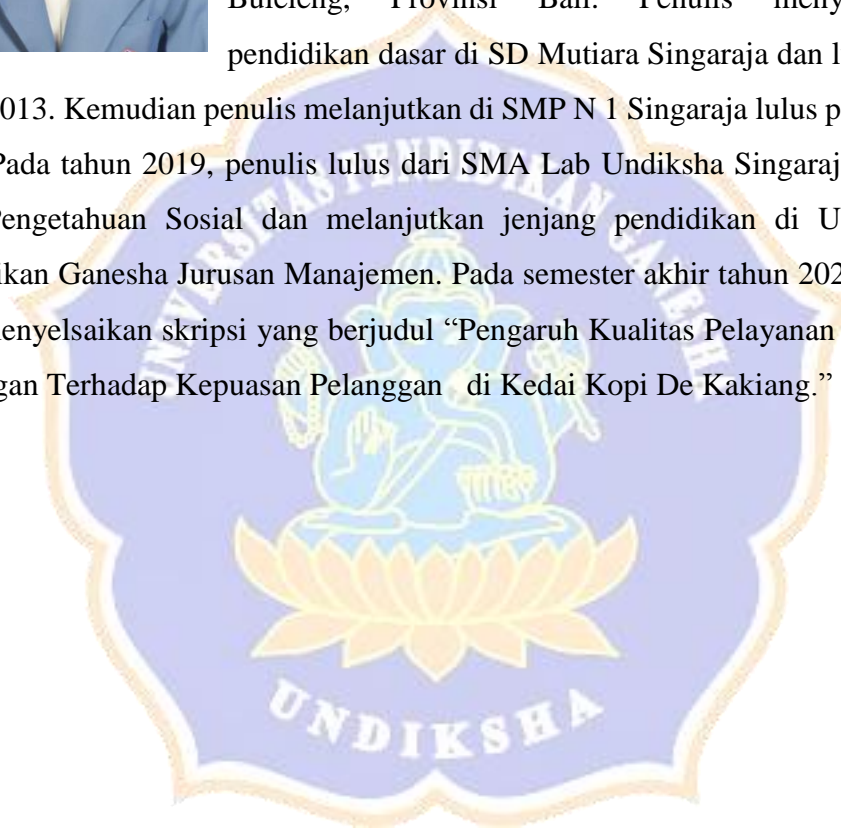 Buleleng, Provinsi Bali. Penulis meny
pendidikan dasar di SD Mutiara Singaraja dan l
013. Kemudian penulis melanjutkan di SMP N 1 Singaraja lulus p
Pada tahun 2019, penulis lulus dari SMA Lab Undiksha Singaraj
Pengetahuan Sosial dan melanjutkan jenjang pendidikan di U
ikan Ganesha Jurusan Manajemen. Pada semester akhir tahun 202
enyelsaikan skripsi yang berjudul “Pengaruh Kualitas Pelayanan
gan Terhadap Kepuasan Pelanggan di Kedai Kopi De Kakiang.”
UNIVERSITAS PENDIDIKAN GANESHA
UNDIKSHA